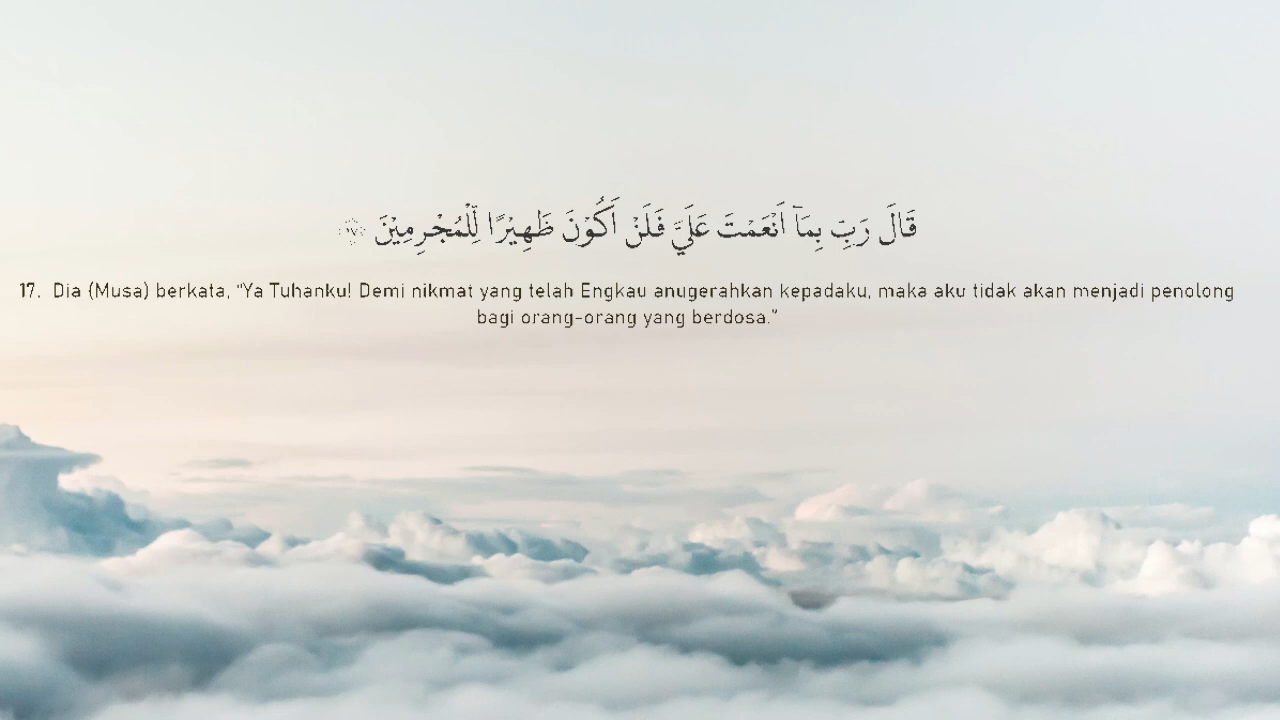 قَالَ رَبِّ بِمَآ اَنْعَمْتَ عَلَيَّ فَلَنْ اَكُوْنَ ظَهِيْرًا لِّلْمُجْرِمِيْنَ ١٧
17. Dia (Musa) berkata, “Ya Tuhanku! Demi nikmat yang telah Engkau anugerahkan kepadaku, maka aku tidak akan menjadi penolong
bagi orang-orang yang berdosa.”